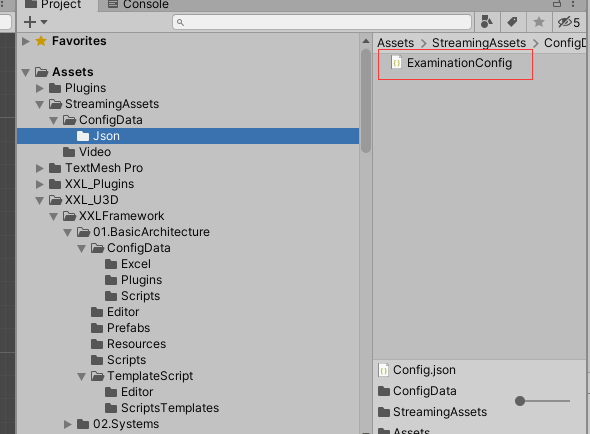 Project
Console
5
Favorites
Assets
Plugins
StreamingAssets
ConfigData
Json
Video
TextMesh Pro
XXL_Plugins
XXL_U3D
XXLFramework
01.BasicArchitecture
ConfigData
Excel
Plugins
Scripts
Editor
Prefabs
Resources
Scripts
TemplateScript
Editor
ScriptsTemplates
02.Systems
Assets > StreamingAssets > ConfigD
ExaminationConfig
Config.json
ConfigData
StreamingAssets
Assets